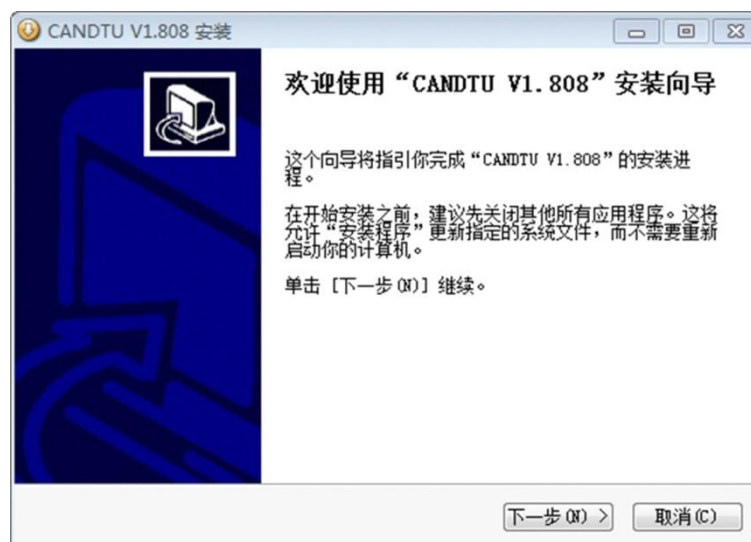 CANDTU V1.808 安装
欢迎使用“CANDTU V1.808”安装向导
这个向导将指引你完成“CANDTU V1.808”的安装进
程。
在开始安装之前，建议先关闭其他所有应用程序。这将
允许“安装程序”更新指定的系统文件，而不需要重新
启动你的计算机。
单击 [下一步(N)] 继续。
下一步(N) > 取消(C)